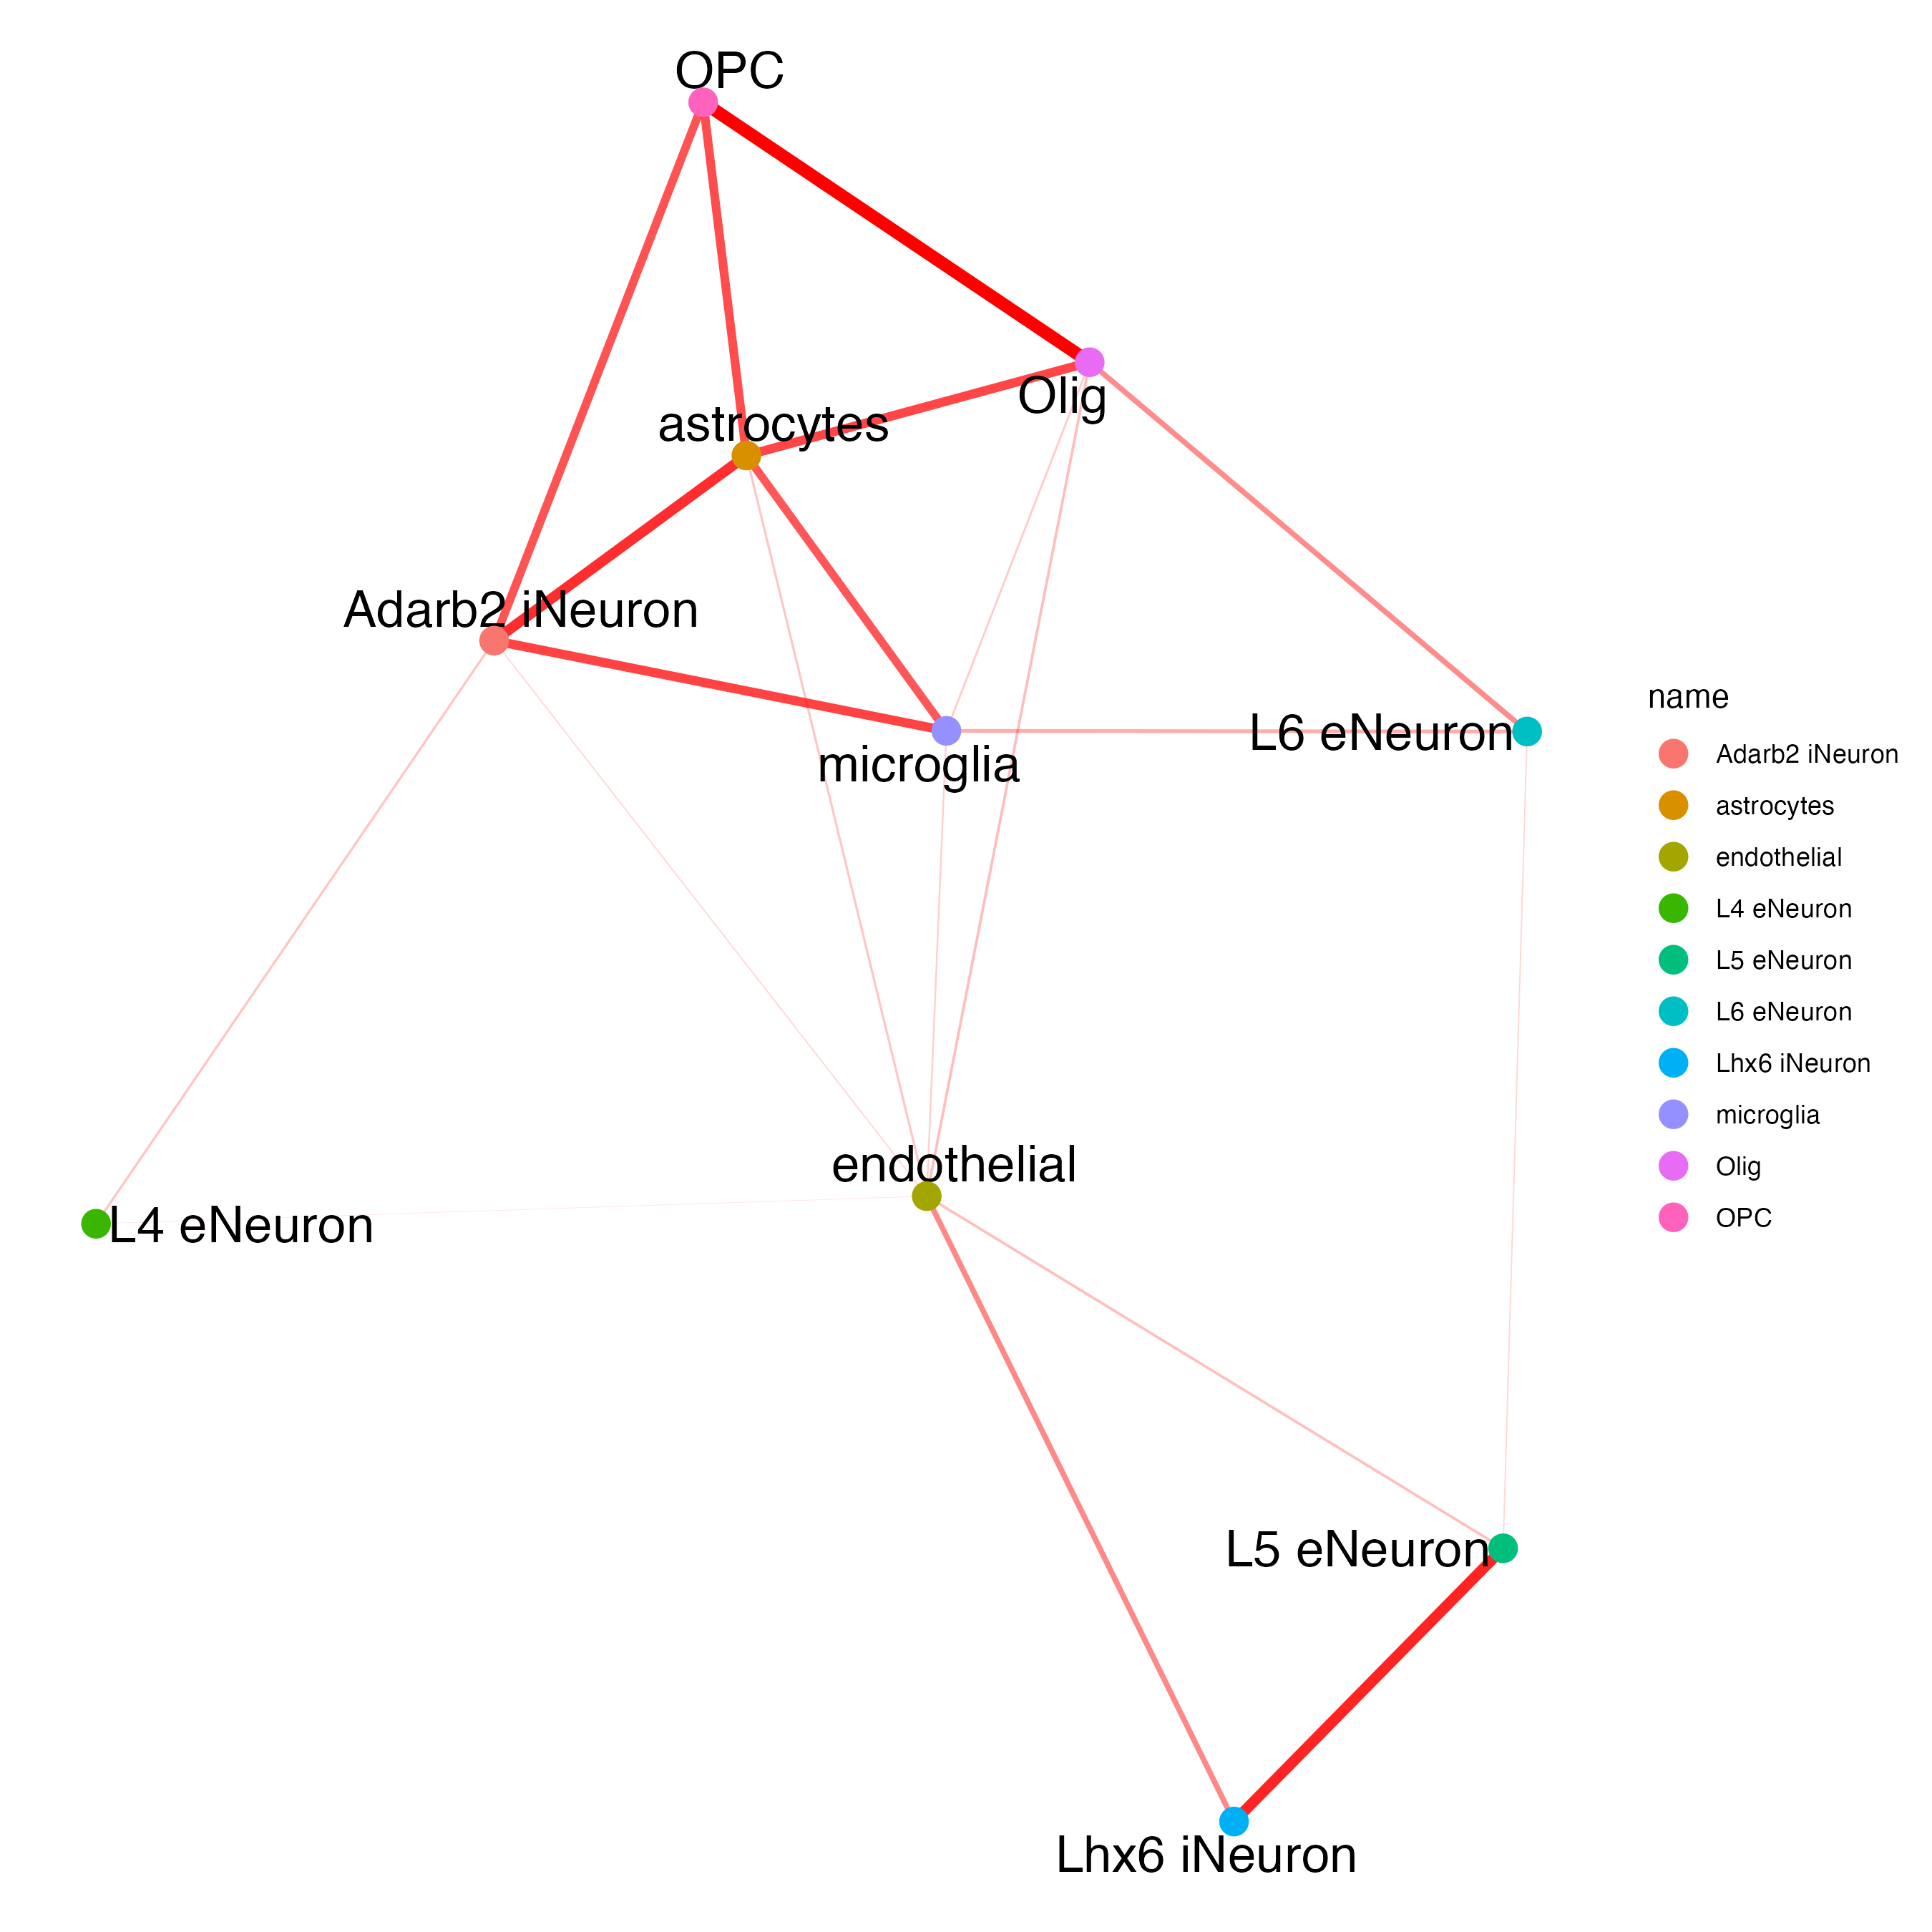 OPC
Olig
astrocytes
Adarb2 iNeuron
microglia
L6 eNeuron
endothelial
L4 eNeuron
L5 eNeuron
Lhx6 iNeuron
name
Adarb2 iNeuron
astrocytes
endothelial
L4 eNeuron
L5 eNeuron
L6 eNeuron
Lhx6 iNeuron
microglia
Olig
OPC